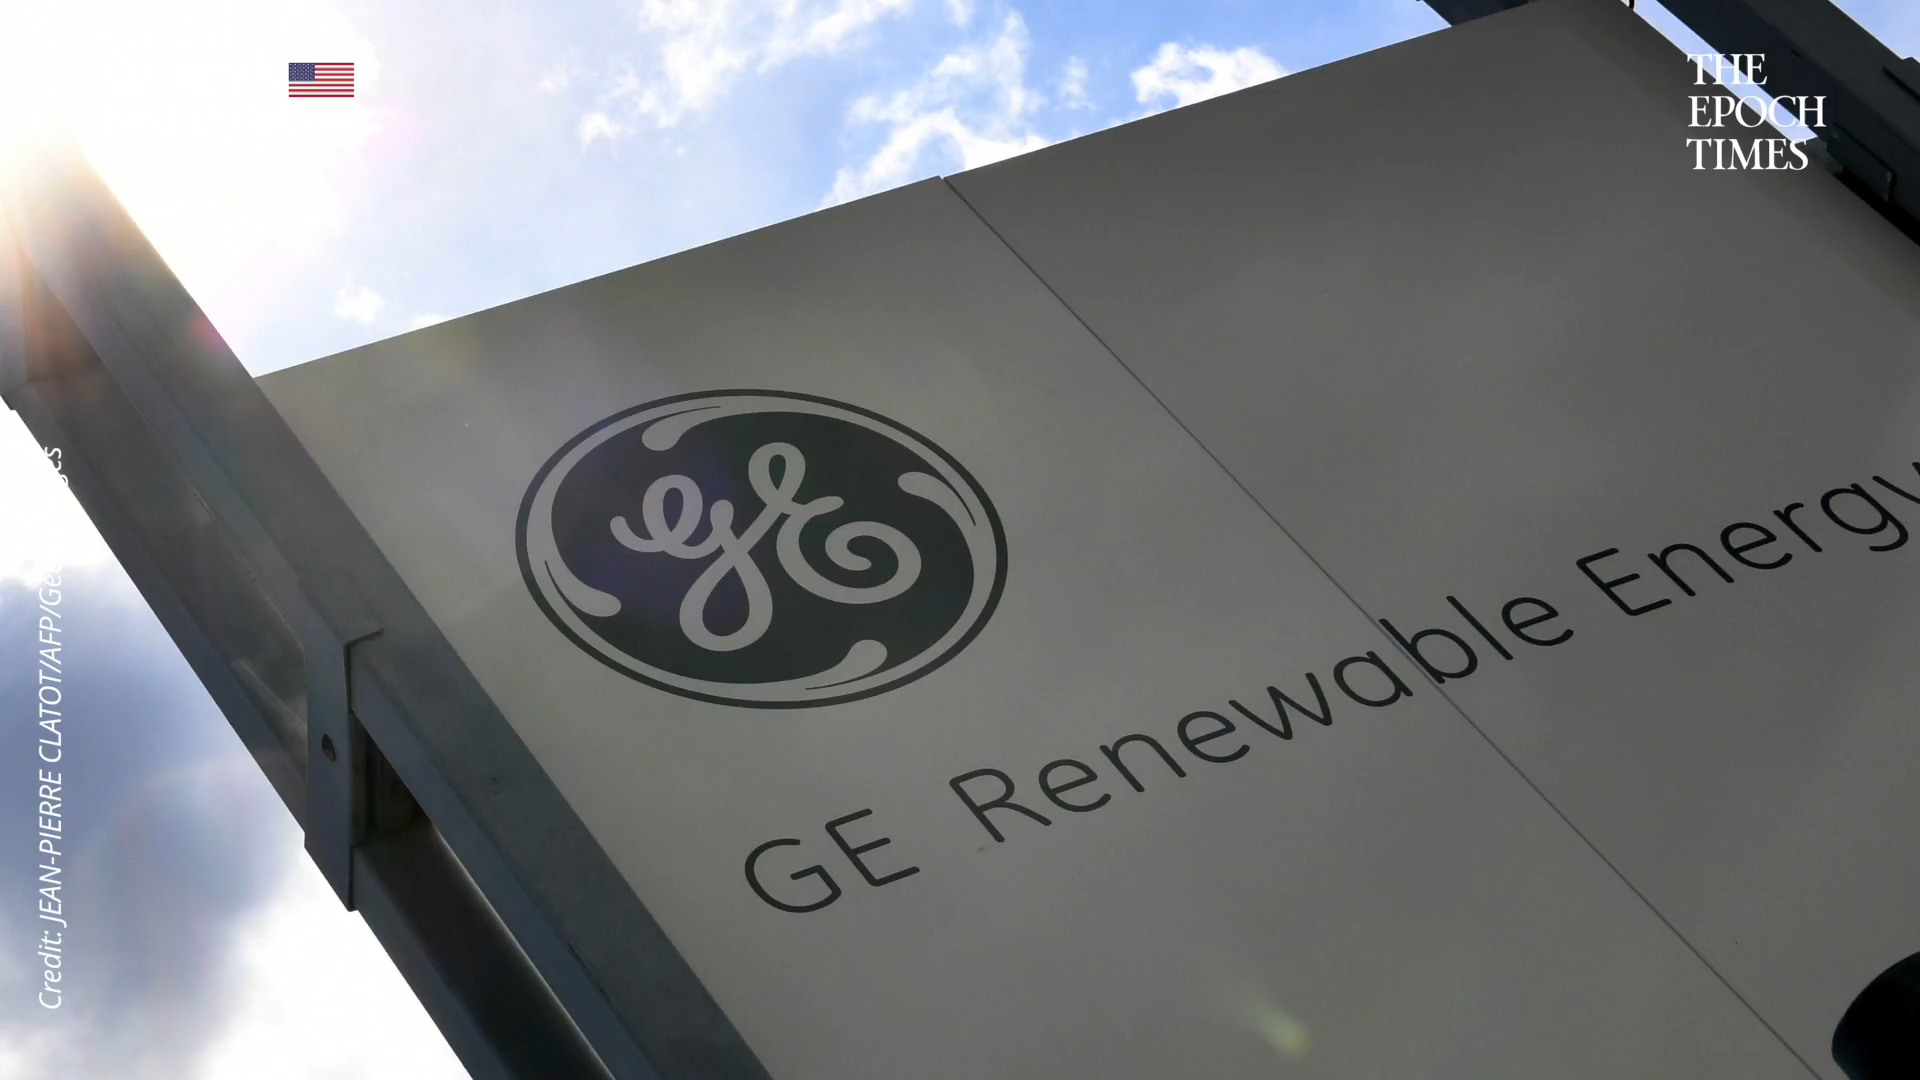 THE
EPOCH
TIMES
GE
GE Renewable Energy
Credit: JEAN-PIERRE CLATOT/AFP/